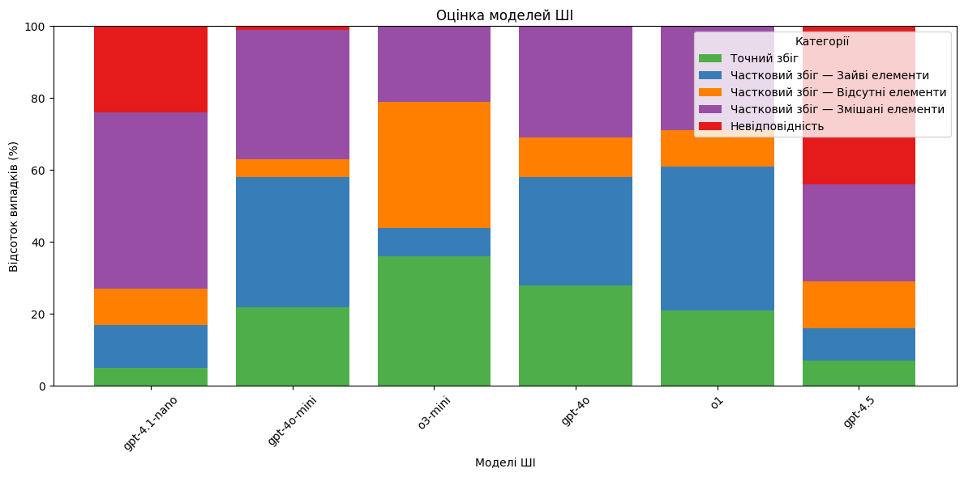 Оцінка моделей ШІ
Категорії
Точний збіг
Частковий збіг — Зайві елементи
Частковий збіг — Відсутні елементи
Частковий збіг — Змішані елементи
Невідповідність
Відсоток випадків (%)
100
80
60
40
20
0
gpt-4.1-nano
gpt-4o-mini
o3-mini
gpt-4o
o1
gpt-4.5
Моделі ШІ